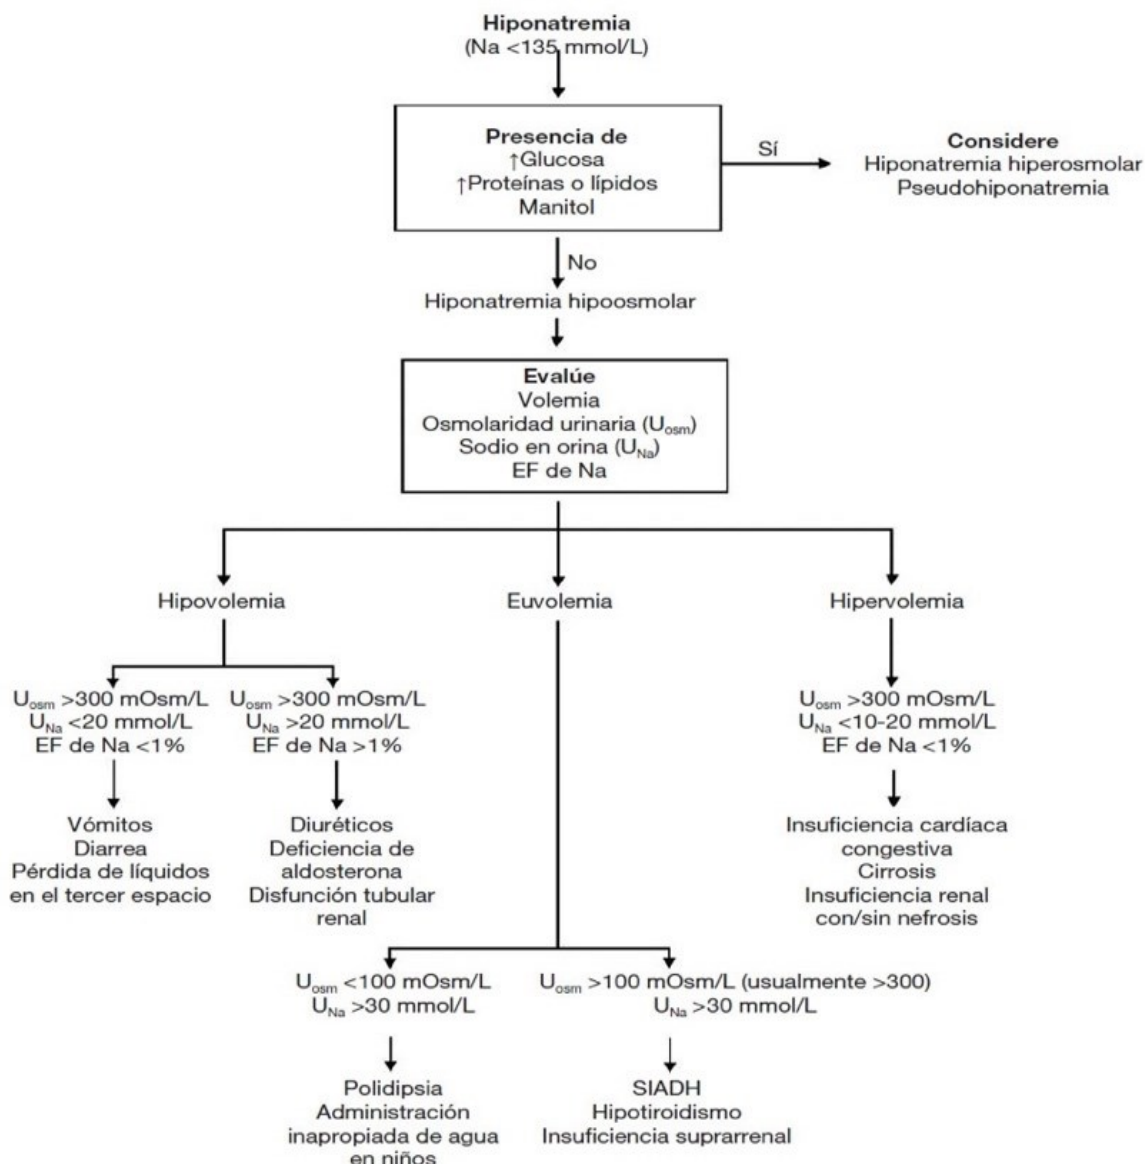 Hiponatremia
(Na <135 mmol/L)
Presencia de
↑Glucosa
↑Proteínas o lípidos
Manitol
Sí
Considere
Hiponatremia hiperosmolar
Pseudohiponatremia
No
Hiponatremia hipoosmolar
Evalúe
Volemia
Osmolaridad urinaria (Uosm)
Sodio en orina (UNa)
EF de Na
Hipovolemia
Euvolemia
Hipervolemia
Uosm >300 mOsm/L
UNa <20 mmol/L
EF de Na <1%
Uosm >300 mOsm/L
UNa >20 mmol/L
EF de Na >1%
Uosm >300 mOsm/L
UNa <10-20 mmol/L
EF de Na <1%
Vómitos
Diarrea
Pérdida de líquidos
en el tercer espacio
Diuréticos
Deficiencia de
aldosterona
Disfunción tubular
renal
Insuficiencia cardíaca
congestiva
Cirrosis
Insuficiencia renal
con/sin nefrosis
Uosm <100 mOsm/L
UNa >30 mmol/L
Uosm >100 mOsm/L (usualmente >300)
UNa >30 mmol/L
Polidipsia
Administración
inapropiada de agua
en niños
SIADH
Hipotiroidismo
Insuficiencia suprarrenal